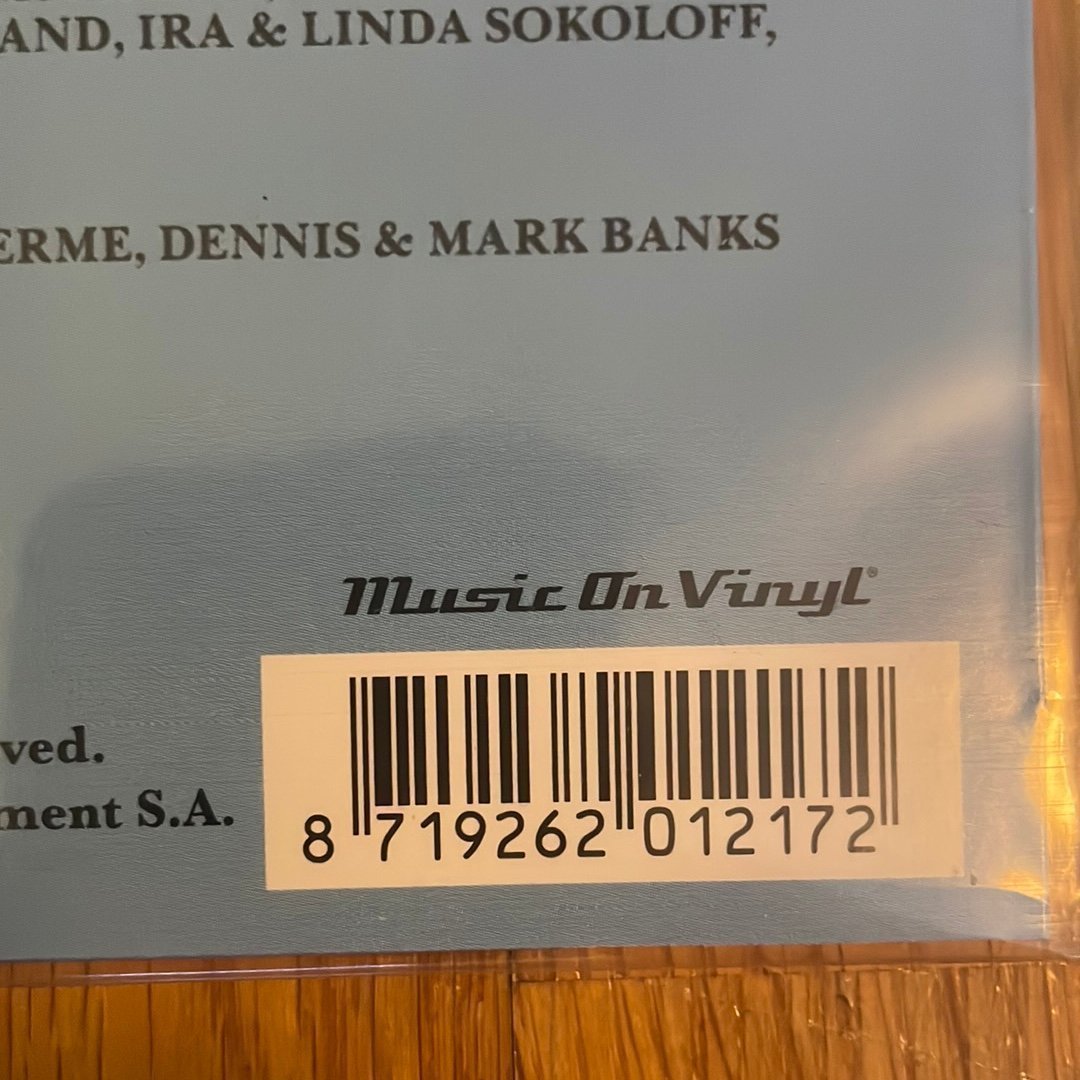 AND, IRA & LINDA SOKOLOFF,
ERME, DENNIS & MARK BANKS
Music On Vinyl®
ved.
ment S.A.
8 719262 012172